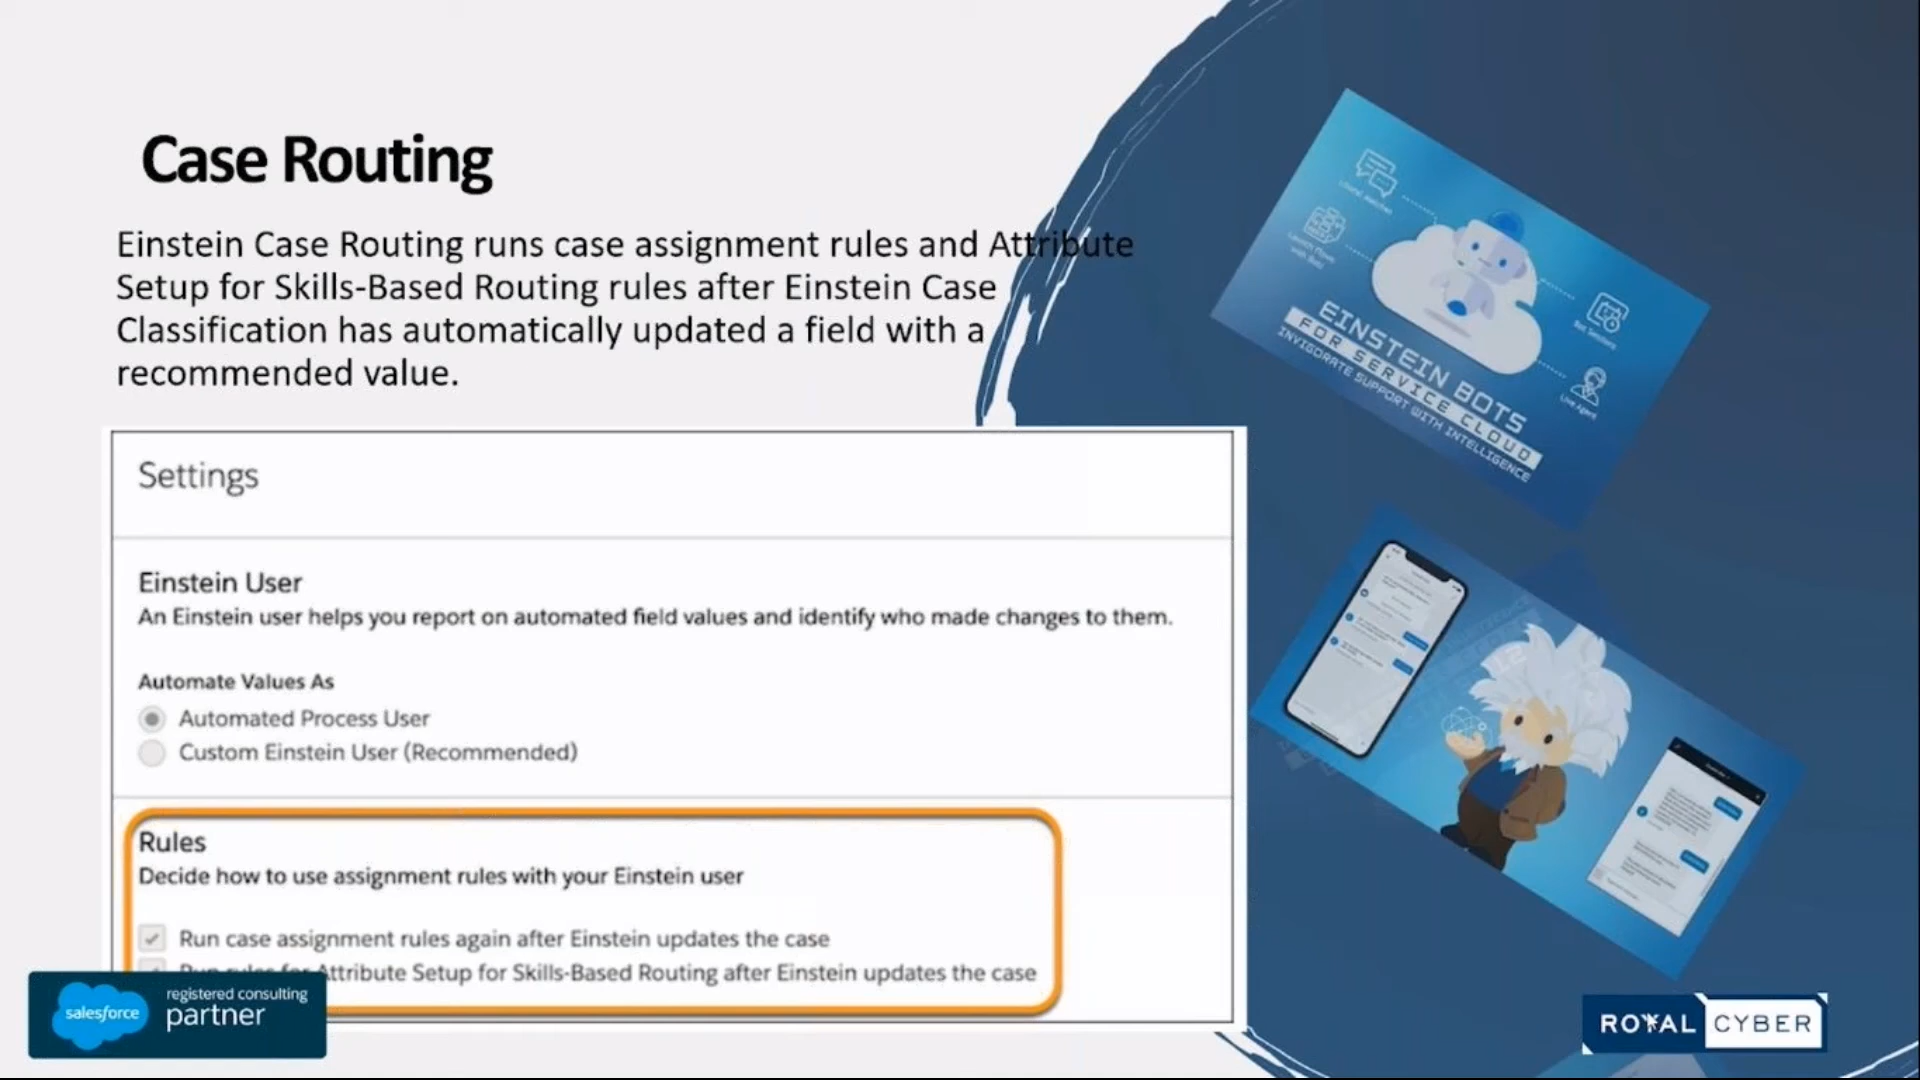 Case Routing
Einstein Case Routing runs case assignment rules and Attribute
Setup for Skills-Based Routing rules after Einstein Case
Classification has automatically updated a field with a
recommended value.
Settings
Einstein User
An Einstein user helps you report on automated field values and identify who made changes to them.
Automate Values As
Automated Process User
Custom Einstein User (Recommended)
Rules
Decide how to use assignment rules with your Einstein user
Run case assignment rules again after Einstein updates the case
Run rules for Attribute Setup for Skills-Based Routing after Einstein updates the case
salesforce
registered consulting
partner
EINSTEIN BOTS
FOR SERVICE CLOUD
INVIGORATE SUPPORT WITH INTELLIGENCE
Live Agent
ROYAL CYBER